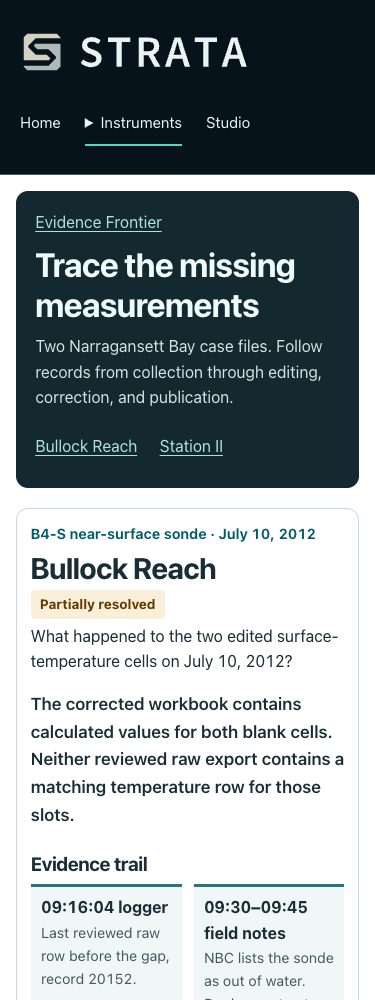 STRATA
Home
▶ Instruments
Studio
Evidence Frontier
Trace the missing
measurements
Two Narragansett Bay case files. Follow
records from collection through editing,
correction, and publication.
Bullock Reach
Station II
B4-S near-surface sonde · July 10, 2012
Bullock Reach
Partially resolved
What happened to the two edited surface-
temperature cells on July 10, 2012?
The corrected workbook contains
calculated values for both blank cells.
Neither reviewed raw export contains a
matching temperature row for those
slots.
Evidence trail
09:16:04 logger
Last reviewed raw
row before the gap,
record 20152.
09:30–09:45
field notes
NBC lists the sonde
as out of water.